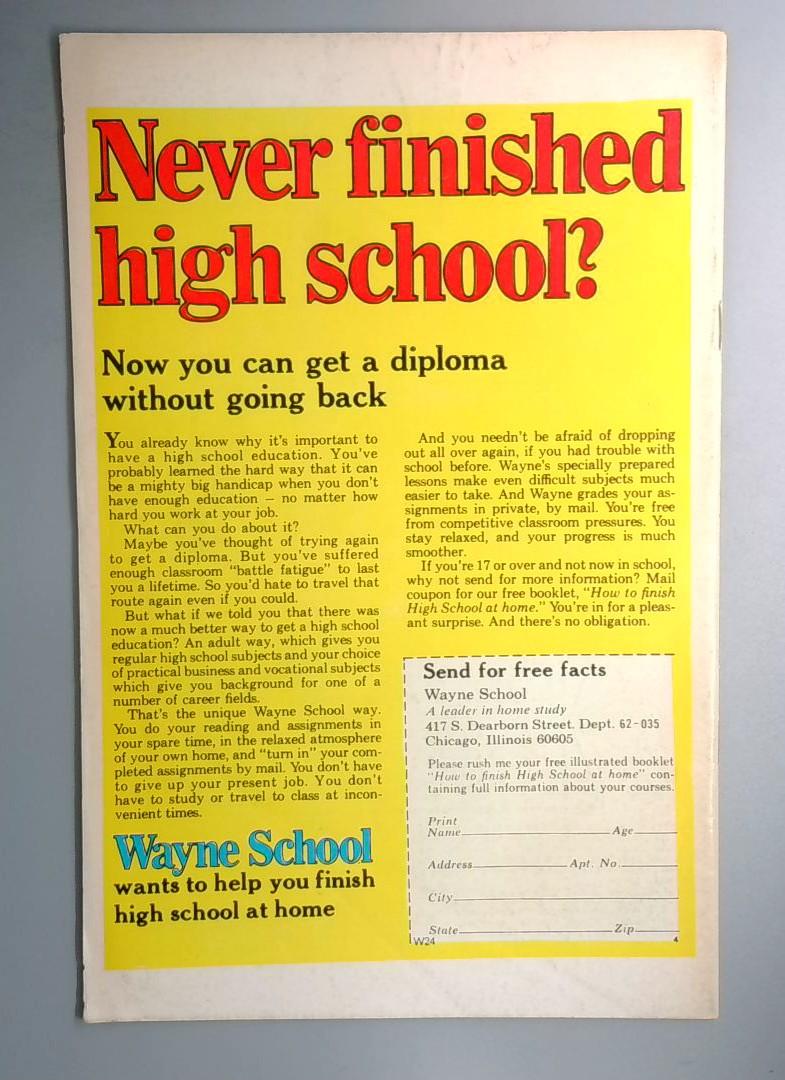 Never finished
high school?
Now you can get a diploma
without going back
You already know why it's important to
have a high school education. You've
probably learned the hard way that it can
be a mighty big handicap when you don't
have enough education — no matter how
hard you work at your job.
What can you do about it?
Maybe you've thought of trying again
to get a diploma. But you've suffered
enough classroom "battle fatigue" to last
you a lifetime. So you'd hate to travel that
route again even if you could.
But what if we told you that there was
now a much better way to get a high school
education? An adult way, which gives you
regular high school subjects and your choice
of practical business and vocational subjects
which give you background for one of a
number of career fields.
That's the unique Wayne School way.
You do your reading and assignments in
your spare time, in the relaxed atmosphere
of your own home, and "turn in" your com-
pleted assignments by mail. You don't have
to give up your present job. You don't
have to study or travel to class at incon-
venient times.
Wayne School
wants to help you finish
high school at home
And you needn't be afraid of dropping
out all over again, if you had trouble with
school before. Wayne's specially prepared
lessons make even difficult subjects much
easier to take. And Wayne grades your as-
signments in private, by mail. You're free
from competitive classroom pressures. You
stay relaxed, and your progress is much
smoother.
If you're 17 or over and not now in school,
why not send for more information? Mail
coupon for our free booklet, "How to finish
High School at home." You're in for a pleas-
ant surprise. And there's no obligation.
Send for free facts
Wayne School
A leader in home study
417 S. Dearborn Street. Dept. 62-035
Chicago, Illinois 60605
Please rush me your free illustrated booklet
"How to finish High School at home" con-
taining full information about your courses.
Print
Name Age
Address Apt. No.
City
State Zip
W24 4